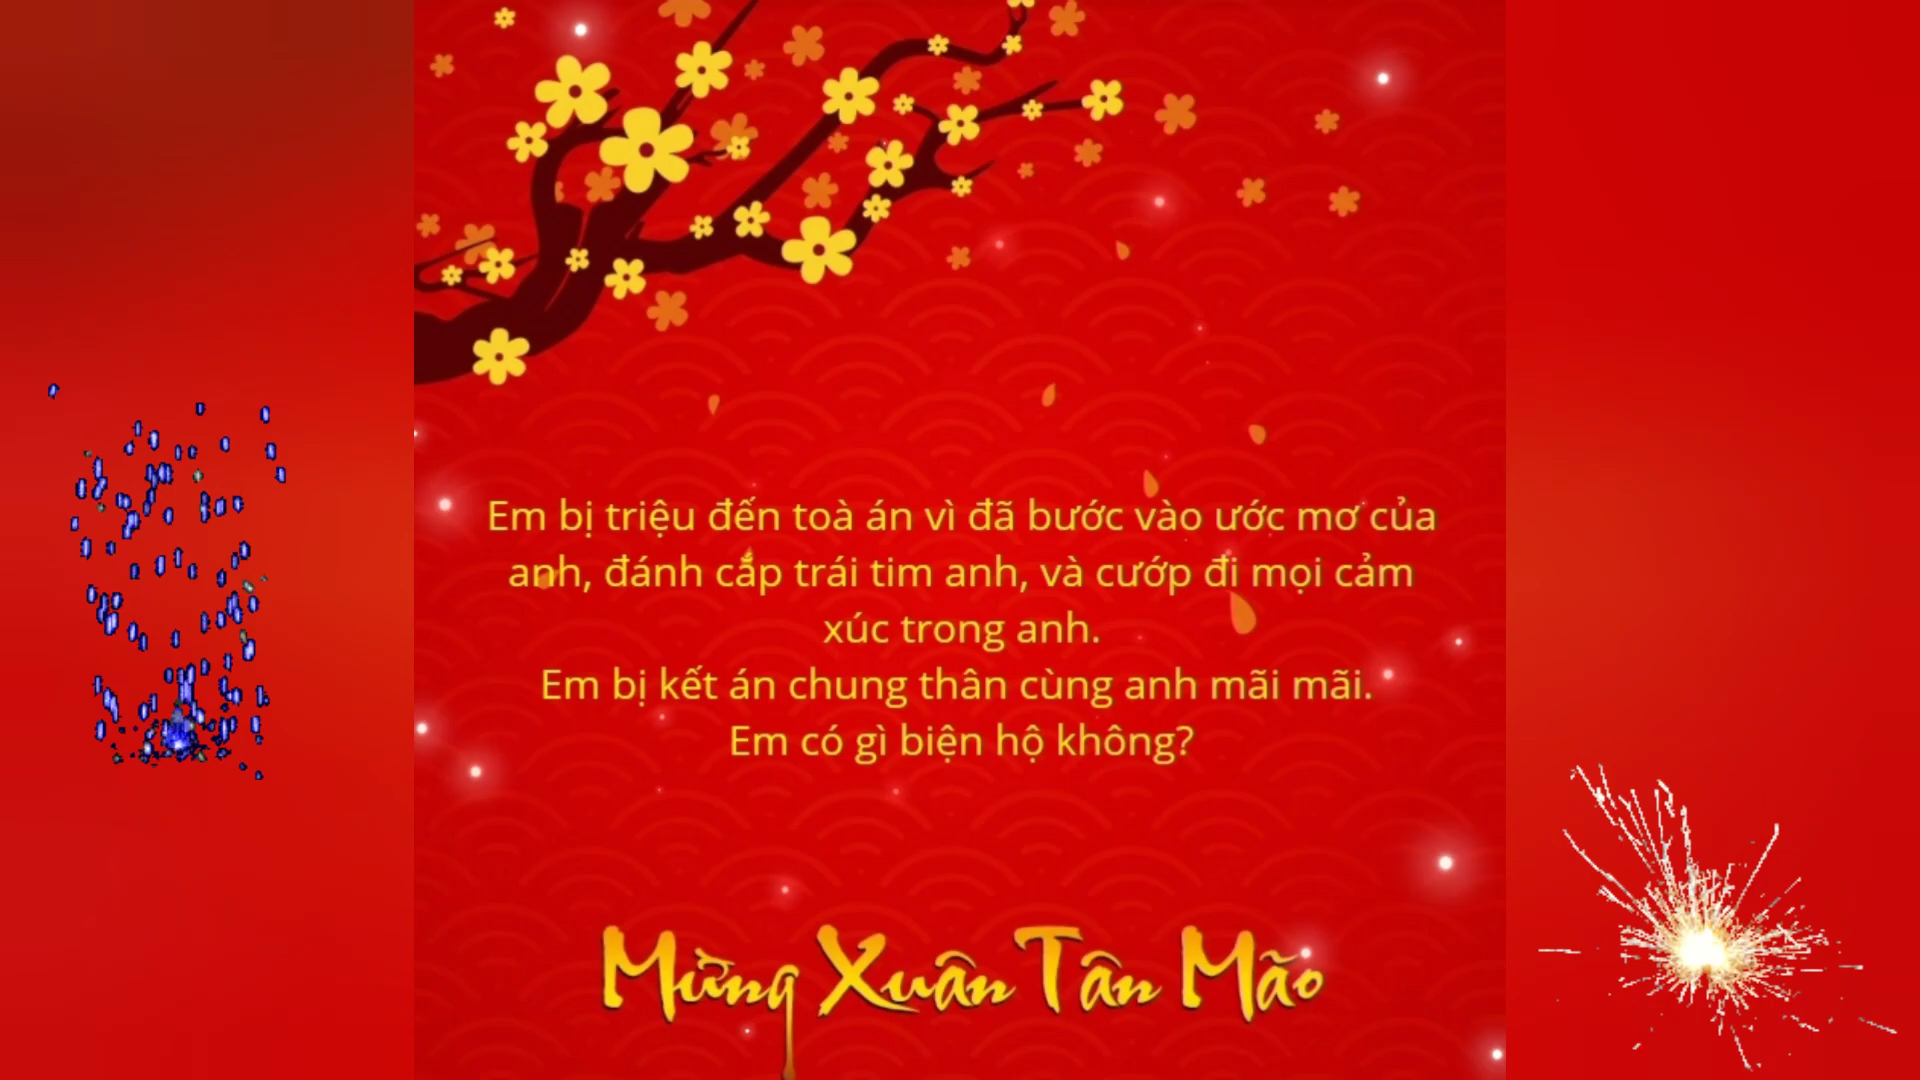 Em bị triệu đến toà án vì đã bước vào ước mơ của
anh, đánh cắp trái tim anh, và cướp đi mọi cảm
xúc trong anh.
Em bị kết án chung thân cùng anh mãi mãi.
Em có gì biện hộ không?
Mừng Xuân Tân Mão